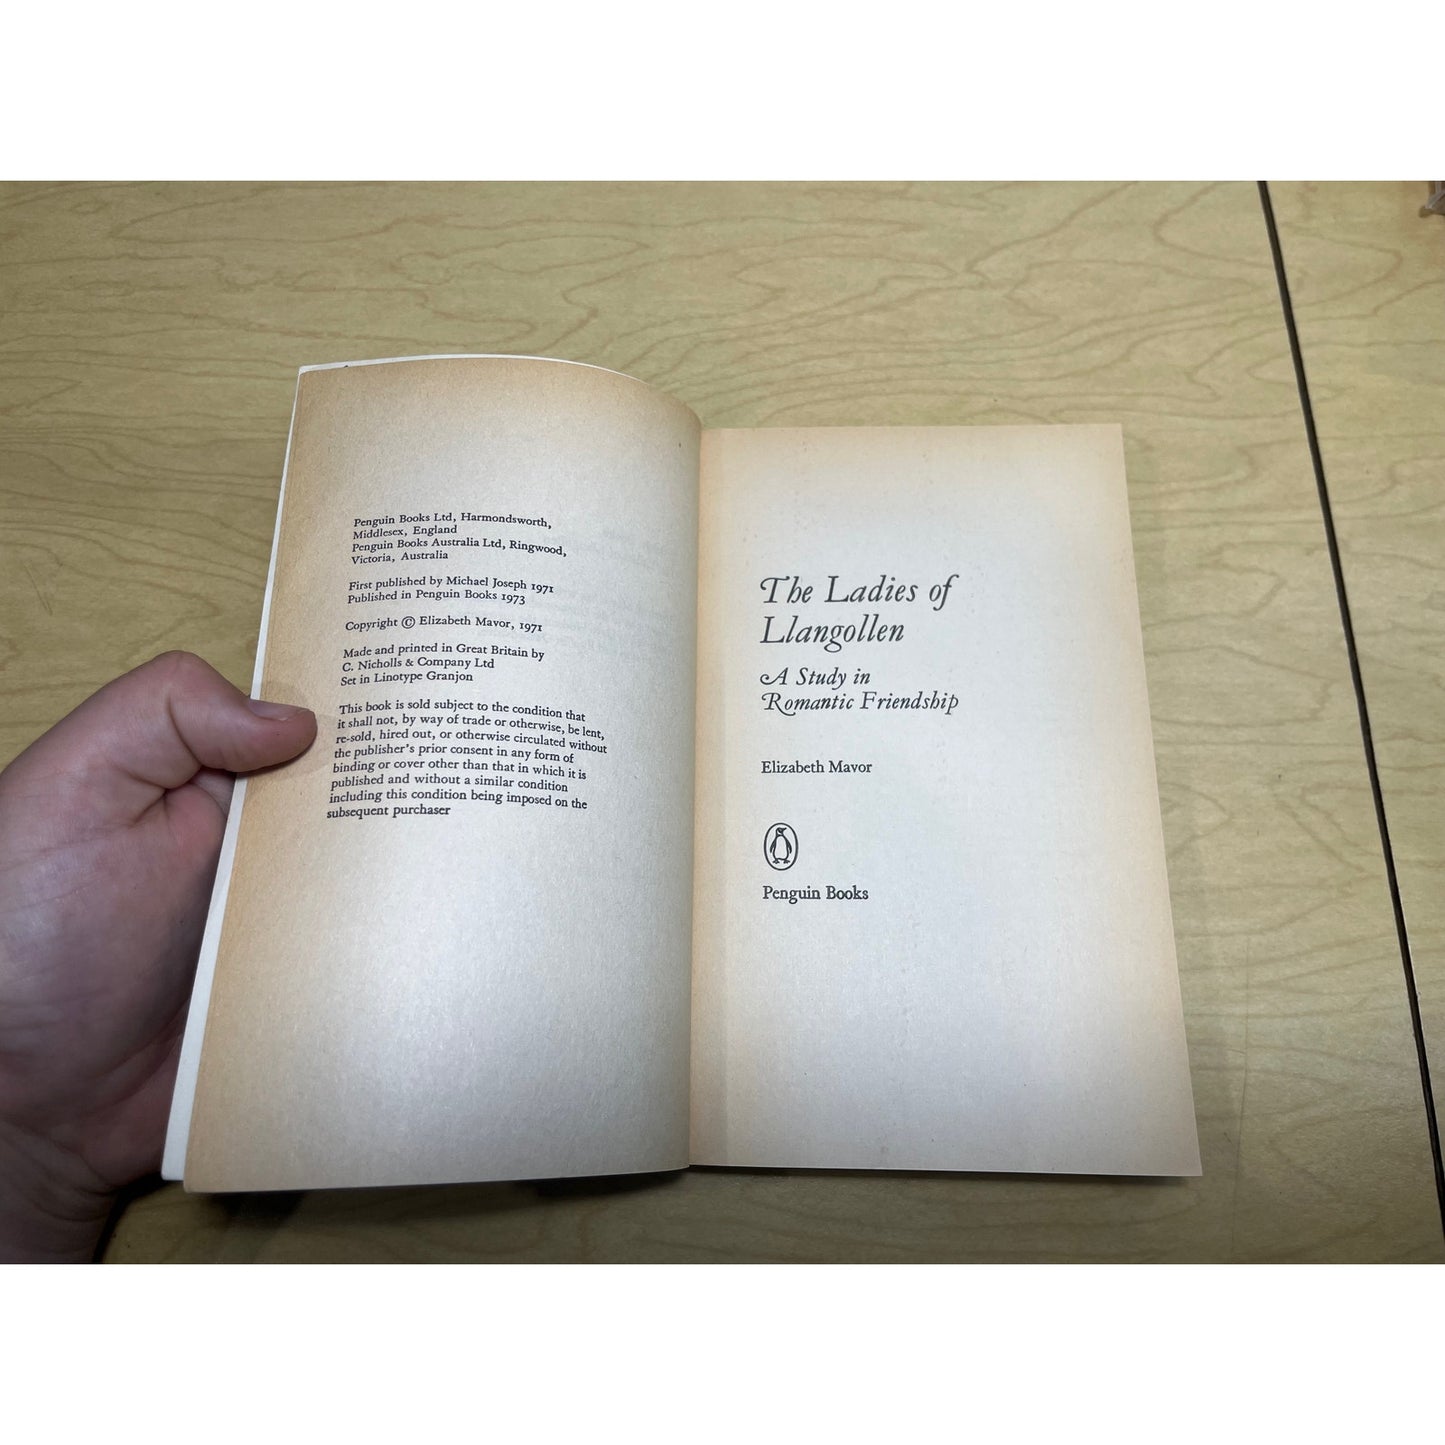 Penguin Books Ltd, Harmondsworth,
Middlesex, England
Penguin Books Australia Ltd, Ringwood,
Victoria, Australia
First published by Michael Joseph 1971
Published in Penguin Books 1973
Copyright © Elizabeth Mavor, 1971
Made and printed in Great Britain by
C. Nicholls & Company Ltd
Set in Linotype Granjon
This book is sold subject to the condition that
it shall not, by way of trade or otherwise, be lent,
re-sold, hired out, or otherwise circulated without
the publisher's prior consent in any form of
binding or cover other than that in which it is
published and without a similar condition
including this condition being imposed on the
subsequent purchaser
The Ladies of
Llangollen
A Study in
Romantic Friendship
Elizabeth Mavor
Penguin Books